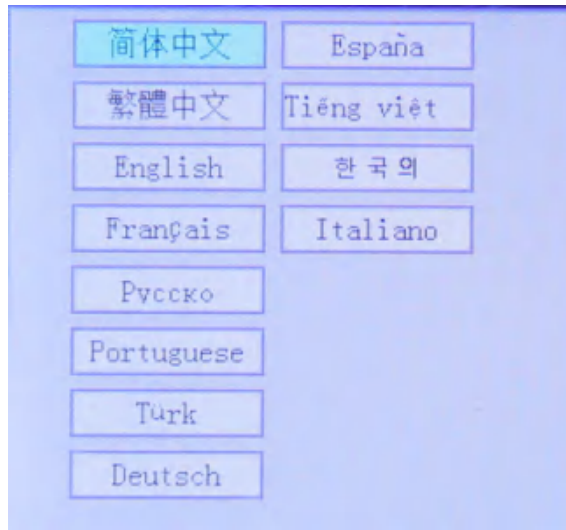 简体中文
繁體中文
English
Français
Русско
Portuguese
Türk
Deutsch
España
Tiếng việt
한국의
Italiano